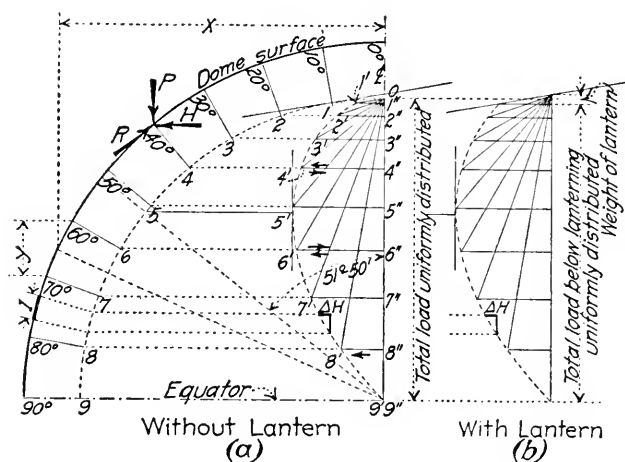 X
Dome surface
0°
10°
20°
30°
40°
50°
60°
70°
80°
90°
P
H
R
y
1
1
2
3
4
5
6
7
8
9
0
1'
2'
3'
4'
5'
6'
7'
8'
1"
2"
3"
4"
5"
6"
7"
8"
99"
51°50'
ΔH
Total load uniformly distributed
Equator
Without Lantern
(a)
ΔH
Total load below lantern
uniformly distributed
Weight of lantern
With Lantern
(b)